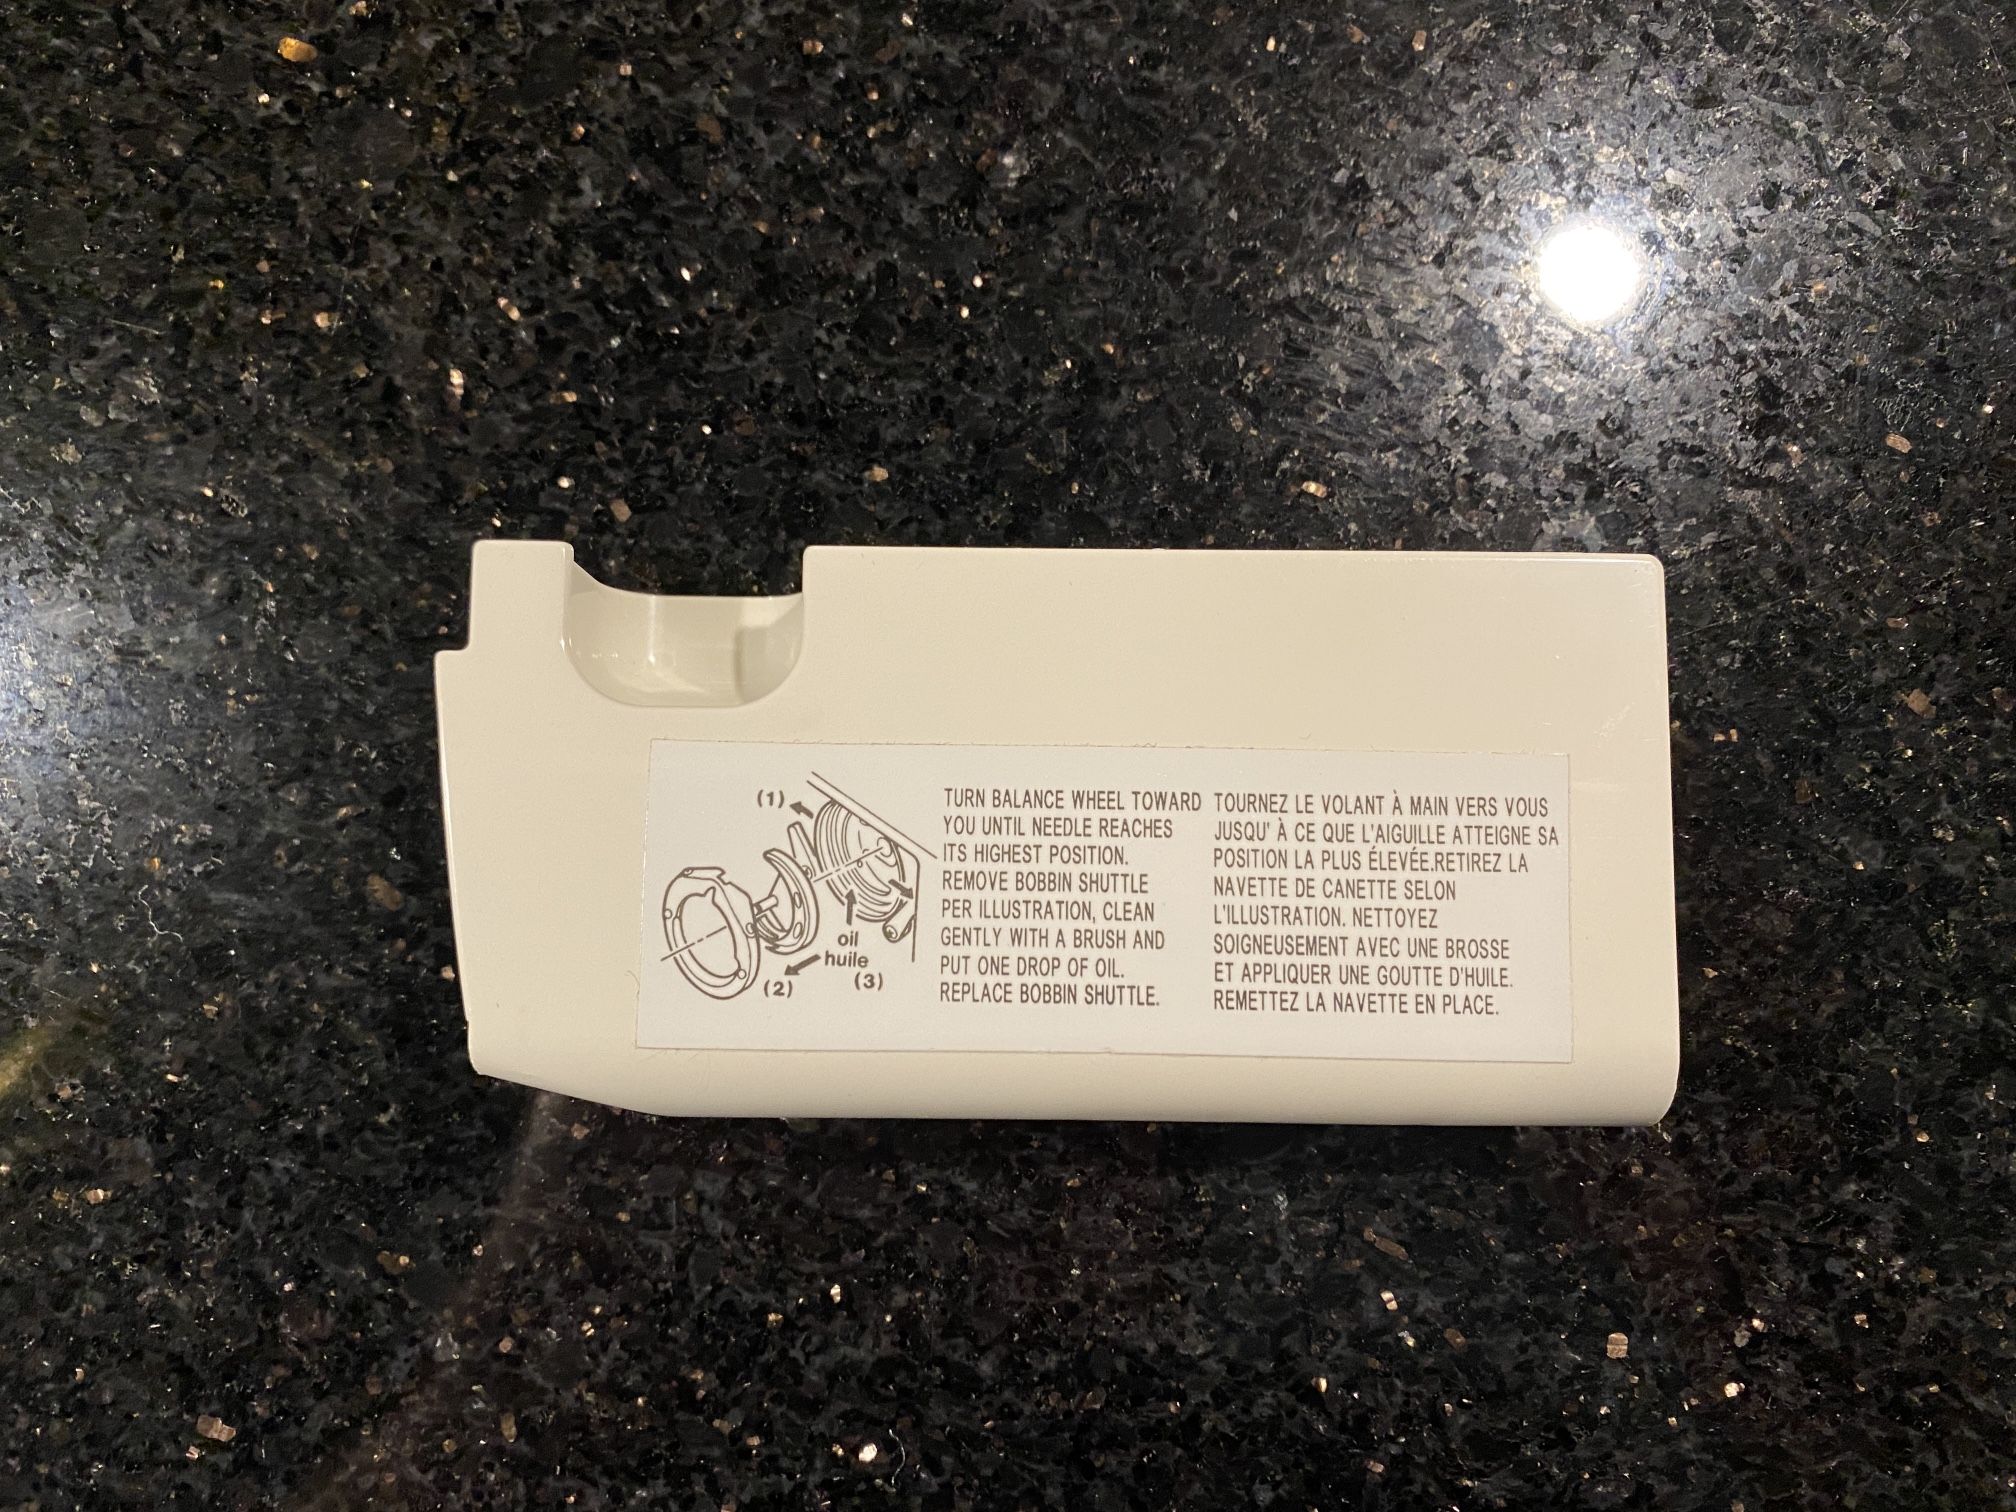 (1)
oil
huile
(2)
(3)
TURN BALANCE WHEEL TOWARD
YOU UNTIL NEEDLE REACHES
ITS HIGHEST POSITION.
REMOVE BOBBIN SHUTTLE
PER ILLUSTRATION, CLEAN
GENTLY WITH A BRUSH AND
PUT ONE DROP OF OIL.
REPLACE BOBBIN SHUTTLE.
TOURNEZ LE VOLANT À MAIN VERS VOUS
JUSQU' À CE QUE L'AIGUILLE ATTEIGNE SA
POSITION LA PLUS ÉLEVÉE.RETIREZ LA
NAVETTE DE CANETTE SELON
L'ILLUSTRATION. NETTOYEZ
SOIGNEUSEMENT AVEC UNE BROSSE
ET APPLIQUER UNE GOUTTE D'HUILE.
REMETTEZ LA NAVETTE EN PLACE.